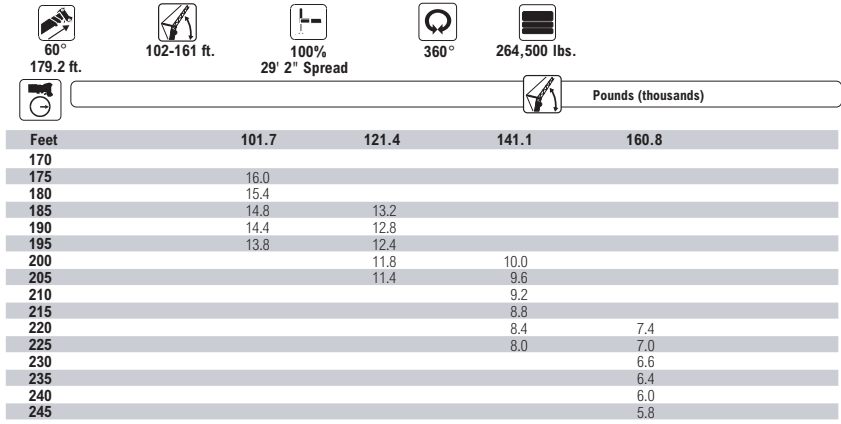 60° 102-161 ft. 100% 360° 264,500 lbs.
179.2 ft. 29' 2" Spread
Pounds (thousands)
Feet 101.7 121.4 141.1 160.8
170
175 16.0
180 15.4
185 14.8 13.2
190 14.4 12.8
195 13.8 12.4
200 11.8 10.0
205 11.4 9.6
210 9.2
215 8.8
220 8.4 7.4
225 8.0 7.0
230 6.6
235 6.4
240 6.0
245 5.8